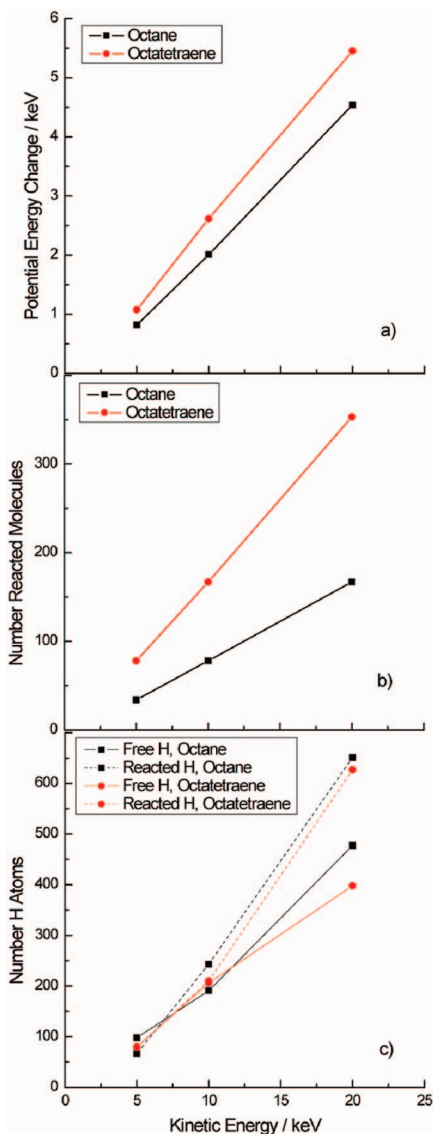 6
5
4
3
2
1
0
Potential Energy Change / keV
Octane
Octatetraene
a)
300
200
100
0
Number Reacted Molecules
Octane
Octatetraene
b)
600
500
400
300
200
100
0
Number H Atoms
Free H, Octane
Reacted H, Octane
Free H, Octatetraene
Reacted H, Octatetraene
c)
0 5 10 15 20 25
Kinetic Energy / keV